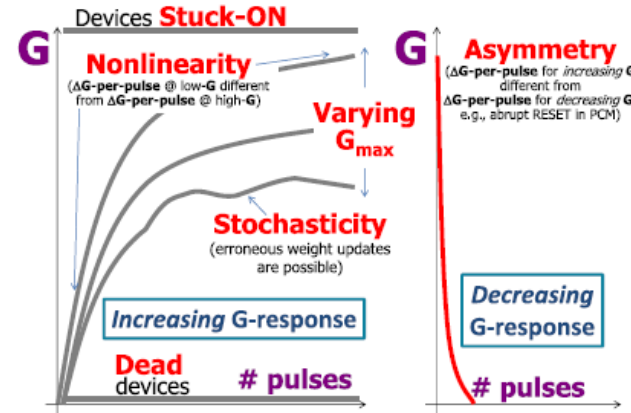 Devices Stuck-ON
G
Nonlinearity
(ΔG-per-pulse @ low-G different
from ΔG-per-pulse @ high-G)
Varying
Gmax
Stochasticity
(erroneous weight updates
are possible)
Increasing G-response
Dead
devices
# pulses
G
Asymmetry
(ΔG-per-pulse for increasing G
different from
ΔG-per-pulse for decreasing G
e.g., abrupt RESET in PCM)
Decreasing
G-response
# pulses